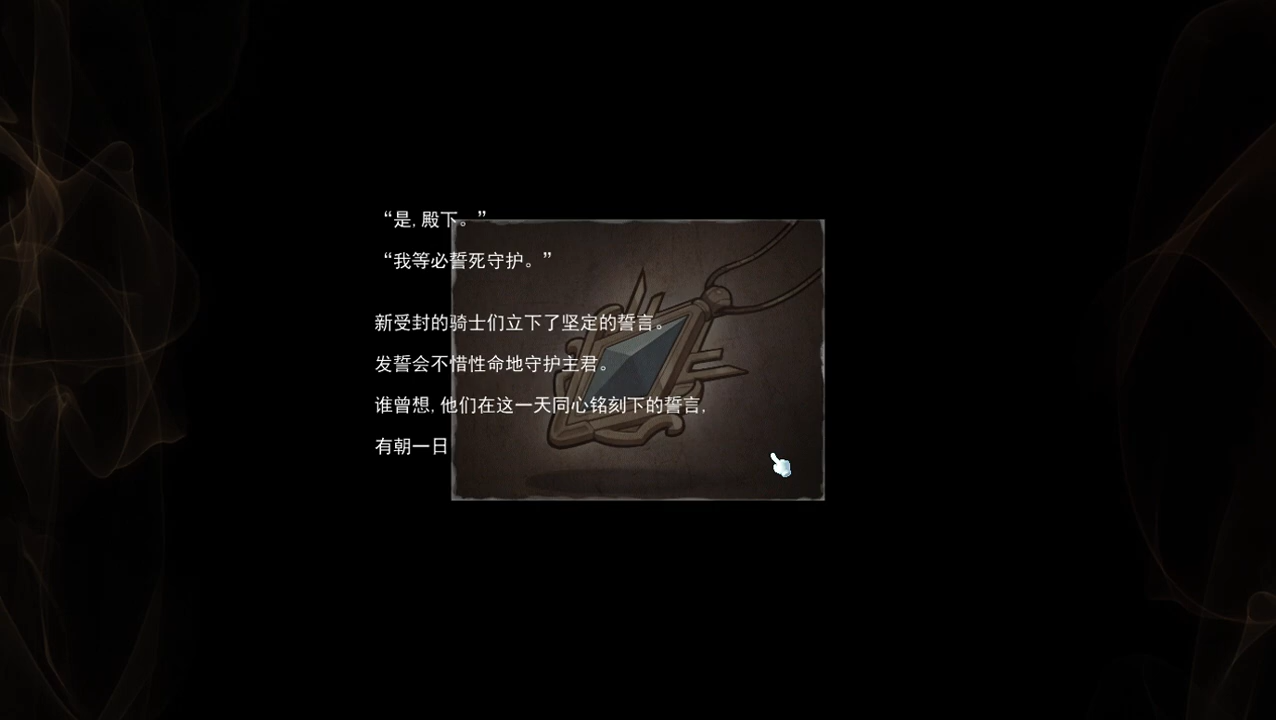 “是,殿下。”
“我等必誓死守护。”
新受封的骑士们立下了坚定的誓言。
发誓会不惜性命地守护主君。
谁曾想,他们在这一天同心铭刻下的誓言,
有朝一日